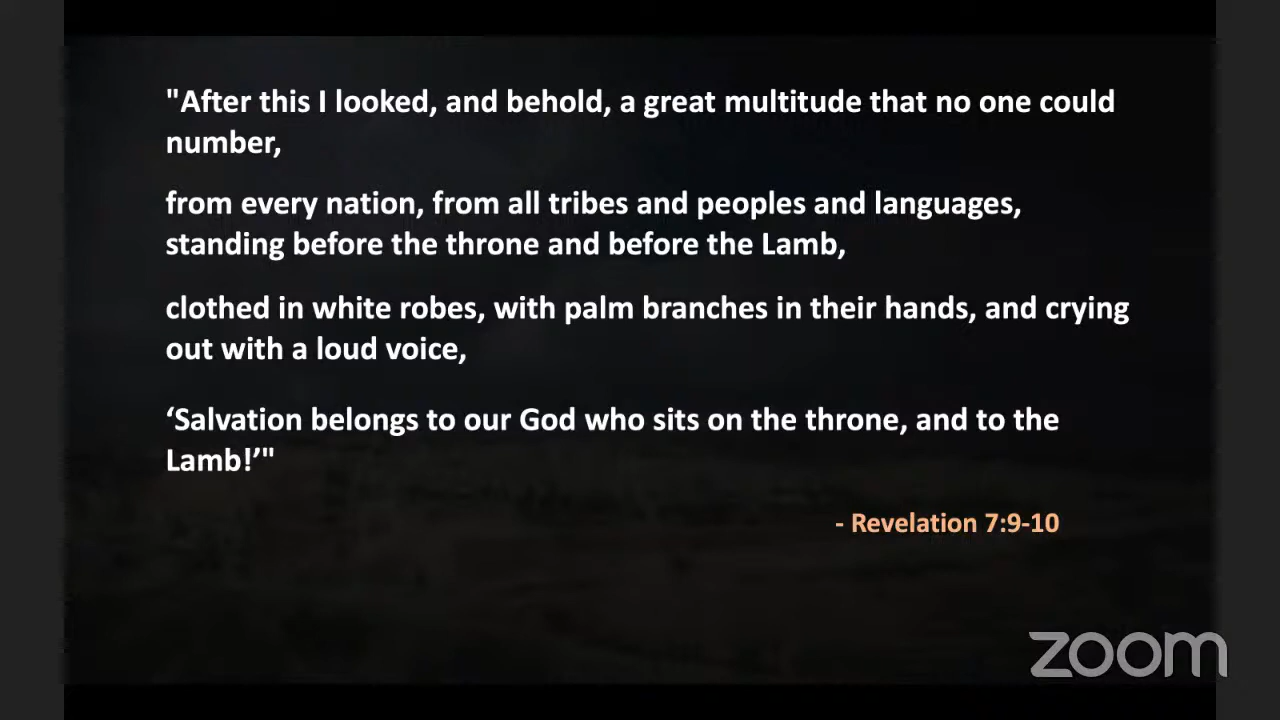 "After this I looked, and behold, a great multitude that no one could
number,
from every nation, from all tribes and peoples and languages,
standing before the throne and before the Lamb,
clothed in white robes, with palm branches in their hands, and crying
out with a loud voice,
‘Salvation belongs to our God who sits on the throne, and to the
Lamb!’"
- Revelation 7:9-10
zoom